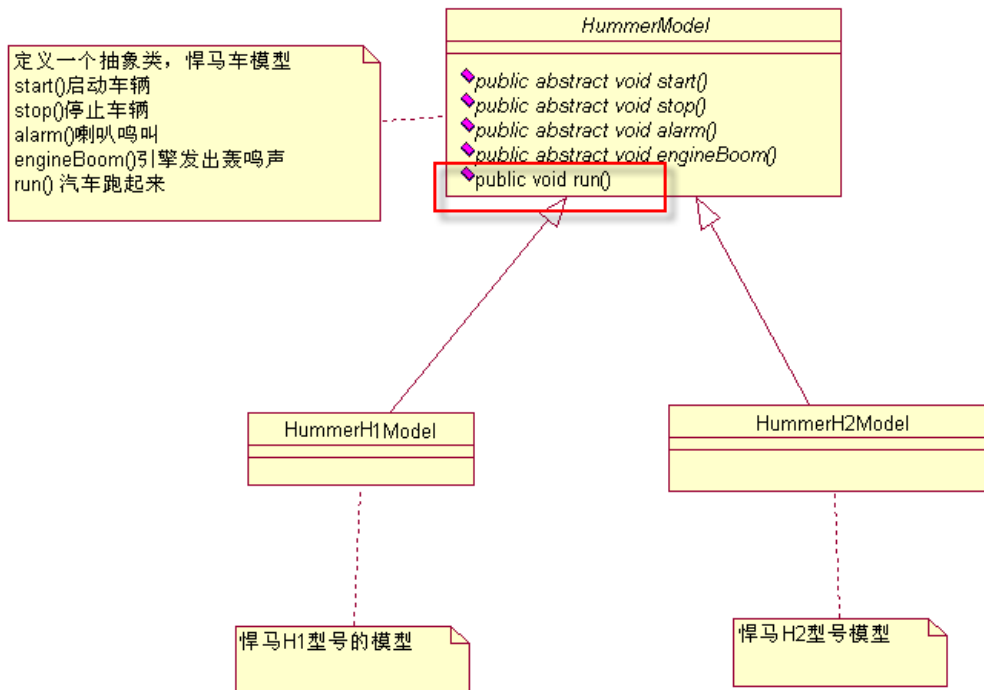 HummerModel
定义一个抽象类，悍马车模型
start()启动车辆
stop()停止车辆
alarm()喇叭鸣叫
engineBoom()引擎发出轰鸣声
run() 汽车跑起来
public abstract void start()
public abstract void stop()
public abstract void alarm()
public abstract void engineBoom()
public void run()
HummerH1Model
HummerH2Model
悍马H1型号的模型
悍马H2型号模型